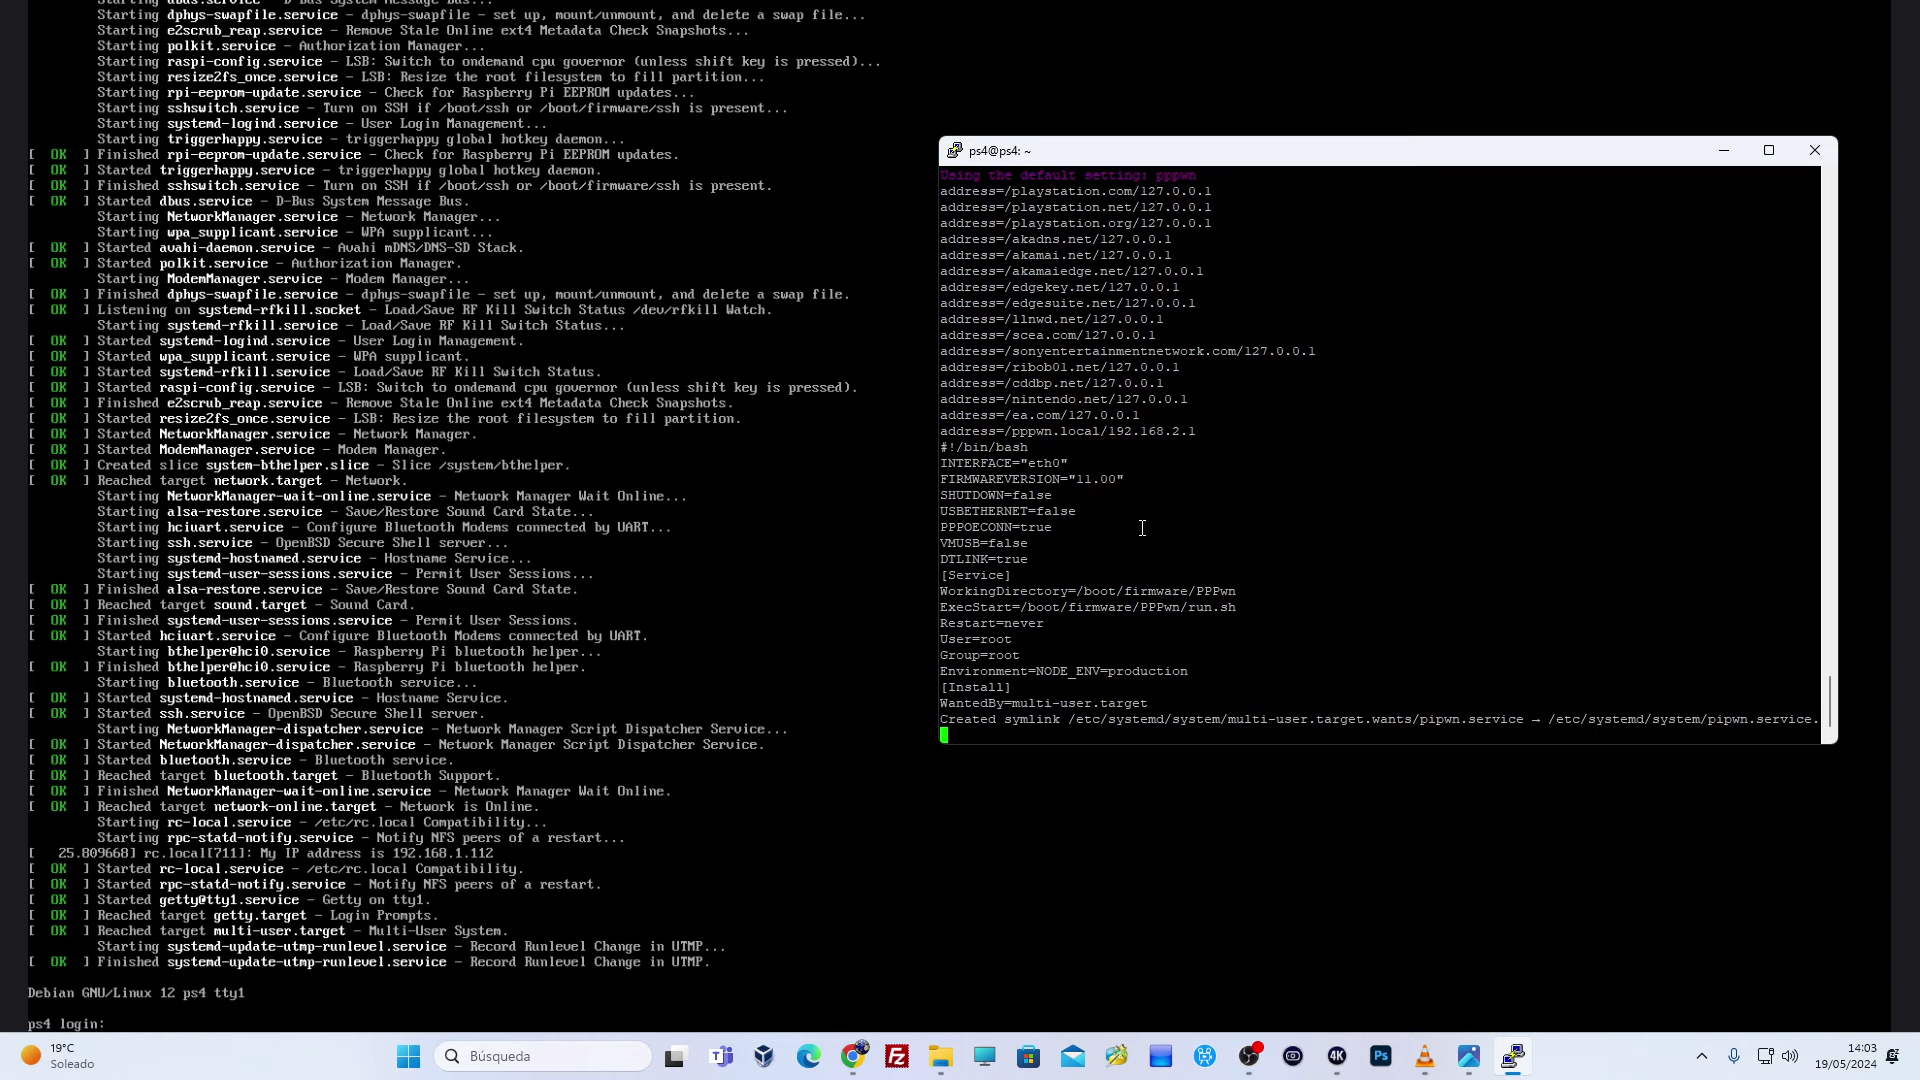 Starting dphys-swapfile.service – dphys-swapfile – set up, mount/unmount, and delete a swap file...
Starting e2scrub_reap.service – Remove Stale Online ext4 Metadata Check Snapshots...
Starting polkit.service – Authorization Manager...
Starting raspi-config.service – LSB: Switch to ondemand cpu governor (unless shift key is pressed)...
Starting resize2fs_once.service – LSB: Resize the root filesystem to fill partition...
Starting rpi-eeprom-update.service – Check for Raspberry Pi EEPROM updates...
Starting sshswitch.service – Turn on SSH if /boot/ssh or /boot/firmware/ssh is present...
Starting systemd-logind.service – User Login Management...
Starting triggerhappy.service – triggerhappy global hotkey daemon...
[ OK ] Finished rpi-eeprom-update.service – Check for Raspberry Pi EEPROM updates.
[ OK ] Started triggerhappy.service – triggerhappy global hotkey daemon.
[ OK ] Finished sshswitch.service – Turn on SSH if /boot/ssh or /boot/firmware/ssh is present.
[ OK ] Started dbus.service – D-Bus System Message Bus.
Starting NetworkManager.service – Network Manager...
Starting wpa_supplicant.service – WPA supplicant...
[ OK ] Started avahi-daemon.service – Avahi mDNS/DNS-SD Stack.
[ OK ] Started polkit.service – Authorization Manager.
Starting ModemManager.service – Modem Manager...
[ OK ] Finished dphys-swapfile.service – dphys-swapfile – set up, mount/unmount, and delete a swap file.
[ OK ] Listening on systemd-rfkill.socket – Load/Save RF Kill Switch Status /dev/rfkill Watch.
Starting systemd-rfkill.service – Load/Save RF Kill Switch Status...
[ OK ] Started systemd-logind.service – User Login Management.
[ OK ] Started wpa_supplicant.service – WPA supplicant.
[ OK ] Started systemd-rfkill.service – Load/Save RF Kill Switch Status.
[ OK ] Started raspi-config.service – LSB: Switch to ondemand cpu governor (unless shift key is pressed).
[ OK ] Finished e2scrub_reap.service – Remove Stale Online ext4 Metadata Check Snapshots.
[ OK ] Started resize2fs_once.service – LSB: Resize the root filesystem to fill partition.
[ OK ] Started NetworkManager.service – Network Manager.
[ OK ] Started ModemManager.service – Modem Manager.
[ OK ] Created slice system-bthelper.slice – Slice /system/bthelper.
[ OK ] Reached target network.target – Network.
Starting NetworkManager-wait-online.service – Network Manager Wait Online...
Starting alsa-restore.service – Save/Restore Sound Card State...
Starting hciuart.service – Configure Bluetooth Modems connected by UART...
Starting ssh.service – OpenBSD Secure Shell server...
Starting systemd-hostnamed.service – Hostname Service...
Starting systemd-user-sessions.service – Permit User Sessions...
[ OK ] Finished alsa-restore.service – Save/Restore Sound Card State.
[ OK ] Reached target sound.target – Sound Card.
[ OK ] Finished systemd-user-sessions.service – Permit User Sessions.
[ OK ] Started hciuart.service – Configure Bluetooth Modems connected by UART.
Starting bthelper@hci0.service – Raspberry Pi bluetooth helper...
[ OK ] Finished bthelper@hci0.service – Raspberry Pi bluetooth helper.
Starting bluetooth.service – Bluetooth service...
[ OK ] Started systemd-hostnamed.service – Hostname Service.
[ OK ] Started ssh.service – OpenBSD Secure Shell server.
Starting NetworkManager-dispatcher.service – Network Manager Script Dispatcher Service...
[ OK ] Started NetworkManager-dispatcher.service – Network Manager Script Dispatcher Service.
[ OK ] Started bluetooth.service – Bluetooth service.
[ OK ] Reached target bluetooth.target – Bluetooth Support.
[ OK ] Finished NetworkManager-wait-online.service – Network Manager Wait Online.
[ OK ] Reached target network-online.target – Network is Online.
Starting rc-local.service – /etc/rc.local Compatibility...
Starting rpc-statd-notify.service – Notify NFS peers of a restart...
[ 25.809668] rc.local[711]: My IP address is 192.168.1.112
[ OK ] Started rc-local.service – /etc/rc.local Compatibility.
[ OK ] Started rpc-statd-notify.service – Notify NFS peers of a restart.
[ OK ] Started getty@tty1.service – Getty on tty1.
[ OK ] Reached target getty.target – Login Prompts.
[ OK ] Reached target multi-user.target – Multi-User System.
Starting systemd-update-utmp-runlevel.service – Record Runlevel Change in UTMP...
[ OK ] Finished systemd-update-utmp-runlevel.service – Record Runlevel Change in UTMP.
Debian GNU/Linux 12 ps4 tty1
ps4 login:
ps4@ps4: ~
Using the default setting: pppwn
address=/playstation.com/127.0.0.1
address=/playstation.net/127.0.0.1
address=/playstation.org/127.0.0.1
address=/akadns.net/127.0.0.1
address=/akamai.net/127.0.0.1
address=/akamaiedge.net/127.0.0.1
address=/edgekey.net/127.0.0.1
address=/edgesuite.net/127.0.0.1
address=/llnwd.net/127.0.0.1
address=/scea.com/127.0.0.1
address=/sonyentertainmentnetwork.com/127.0.0.1
address=/ribob01.net/127.0.0.1
address=/cddbp.net/127.0.0.1
address=/nintendo.net/127.0.0.1
address=/ea.com/127.0.0.1
address=/pppwn.local/192.168.2.1
#!/bin/bash
INTERFACE="eth0"
FIRMWAREVERSION="11.00"
SHUTDOWN=false
USBETHERNET=false
PPPOECONN=true
VMUSB=false
DTLINK=true
[Service]
WorkingDirectory=/boot/firmware/PPPwn
ExecStart=/boot/firmware/PPPwn/run.sh
Restart=never
User=root
Group=root
Environment=NODE_ENV=production
[Install]
WantedBy=multi-user.target
Created symlink /etc/systemd/system/multi-user.target.wants/pipwn.service → /etc/systemd/system/pipwn.service.
19°C
Soleado
Búsqueda
4K
Ps
14:03
19/05/2024